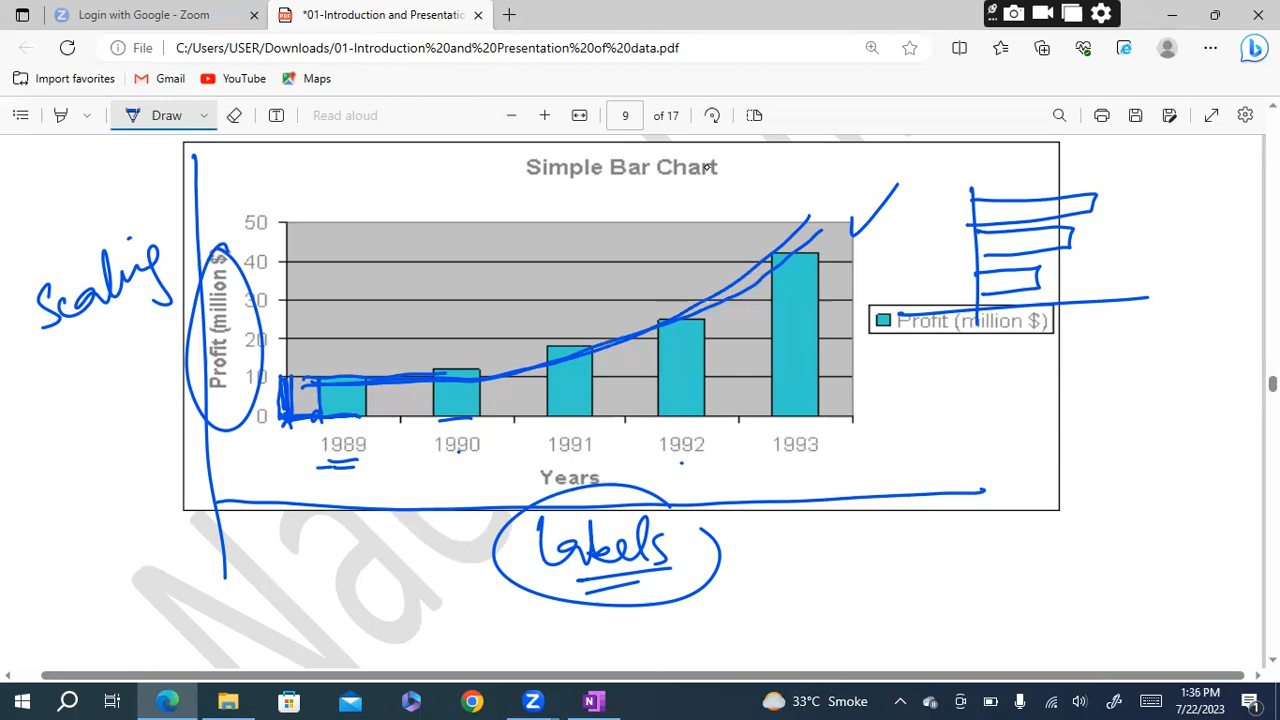 Login with Google - Zoom
*01-Introduction and Presentatio
File C:/Users/USER/Downloads/01-Introduction%20and%20Presentation%20of%20data.pdf
Import favorites Gmail YouTube Maps
Draw Read aloud 9 of 17
Simple Bar Chart
50
40
30
20
10
0
Profit (million $)
scaling
Profit (million $)
1989 1990 1991 1992 1993
Years
labels
33°C Smoke
1:36 PM
7/22/2023